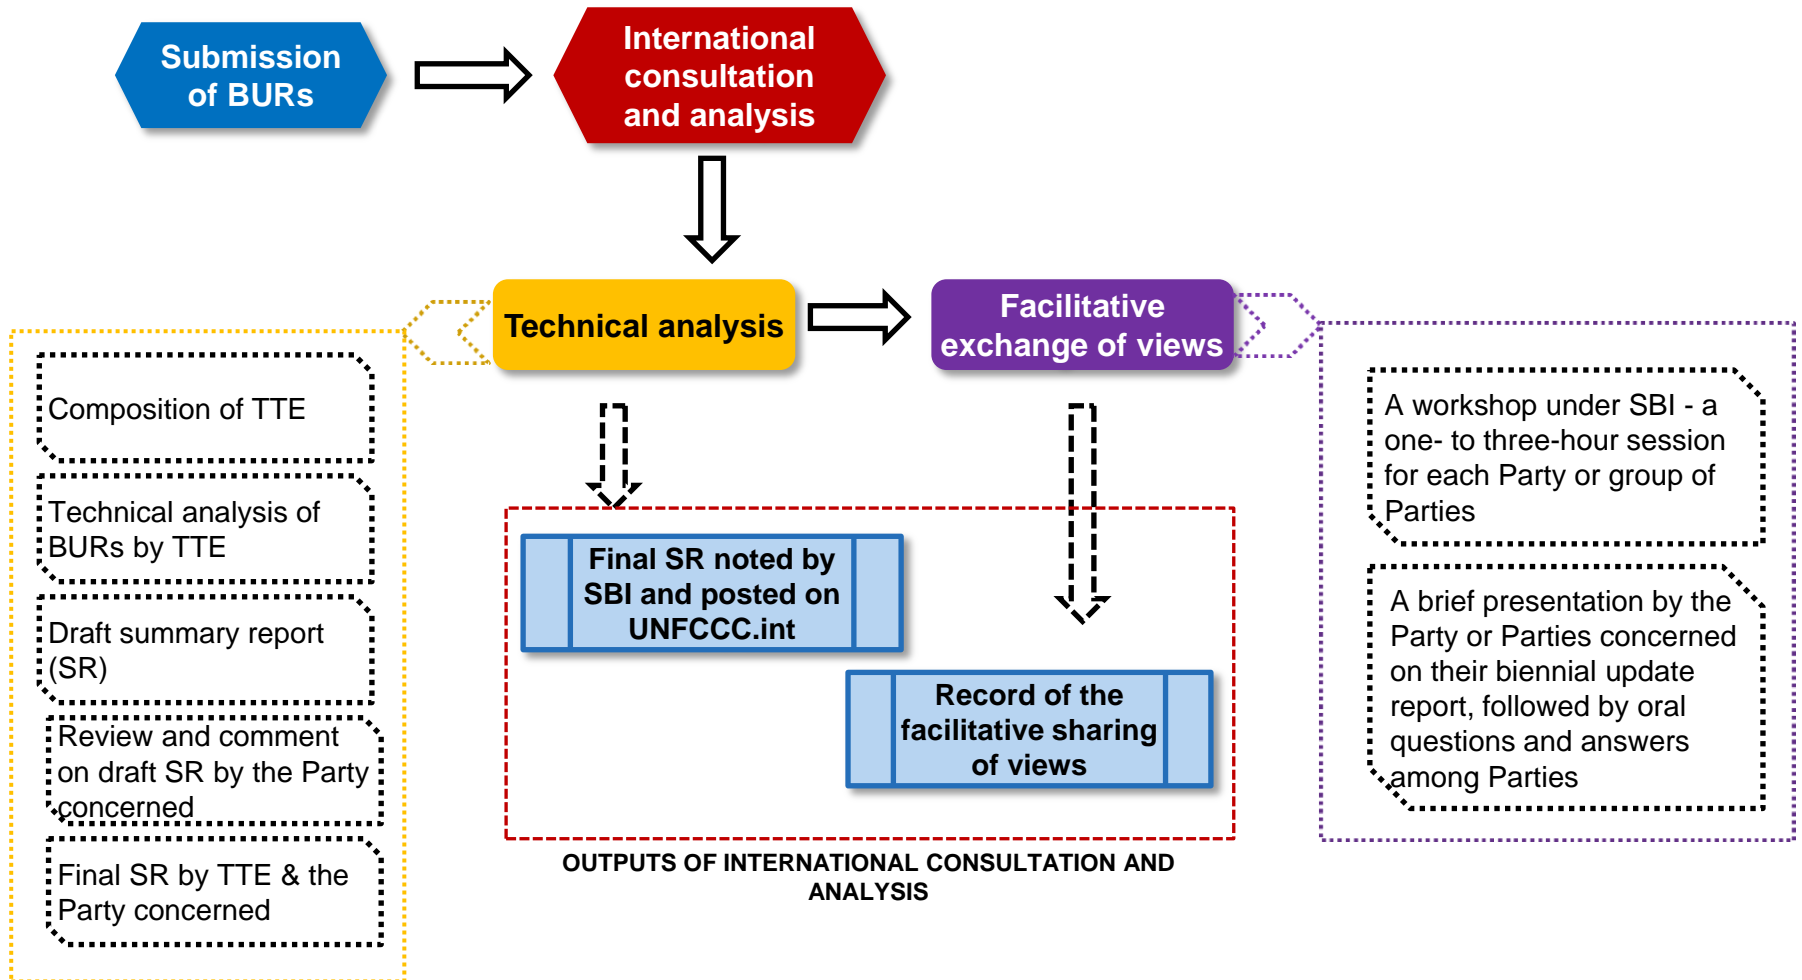 Submission
of BURs
International
consultation
and analysis
Technical analysis
Facilitative
exchange of views
Composition of TTE
Technical analysis of
BURs by TTE
Draft summary report
(SR)
Review and comment
on draft SR by the Party
concerned
Final SR by TTE & the
Party concerned
Final SR noted by
SBI and posted on
UNFCCC.int
Record of the
facilitative sharing
of views
OUTPUTS OF INTERNATIONAL CONSULTATION AND
ANALYSIS
A workshop under SBI - a
one- to three-hour session
for each Party or group of
Parties
A brief presentation by the
Party or Parties concerned
on their biennial update
report, followed by oral
questions and answers
among Parties